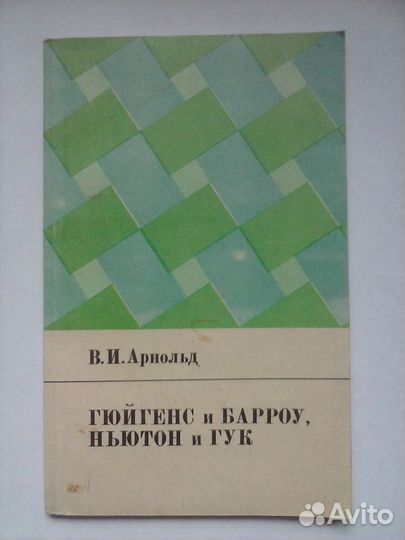 В.И. Арнольд
ГЮЙГЕНС и БАРРОУ,
НЬЮТОН и ГУК
Avito